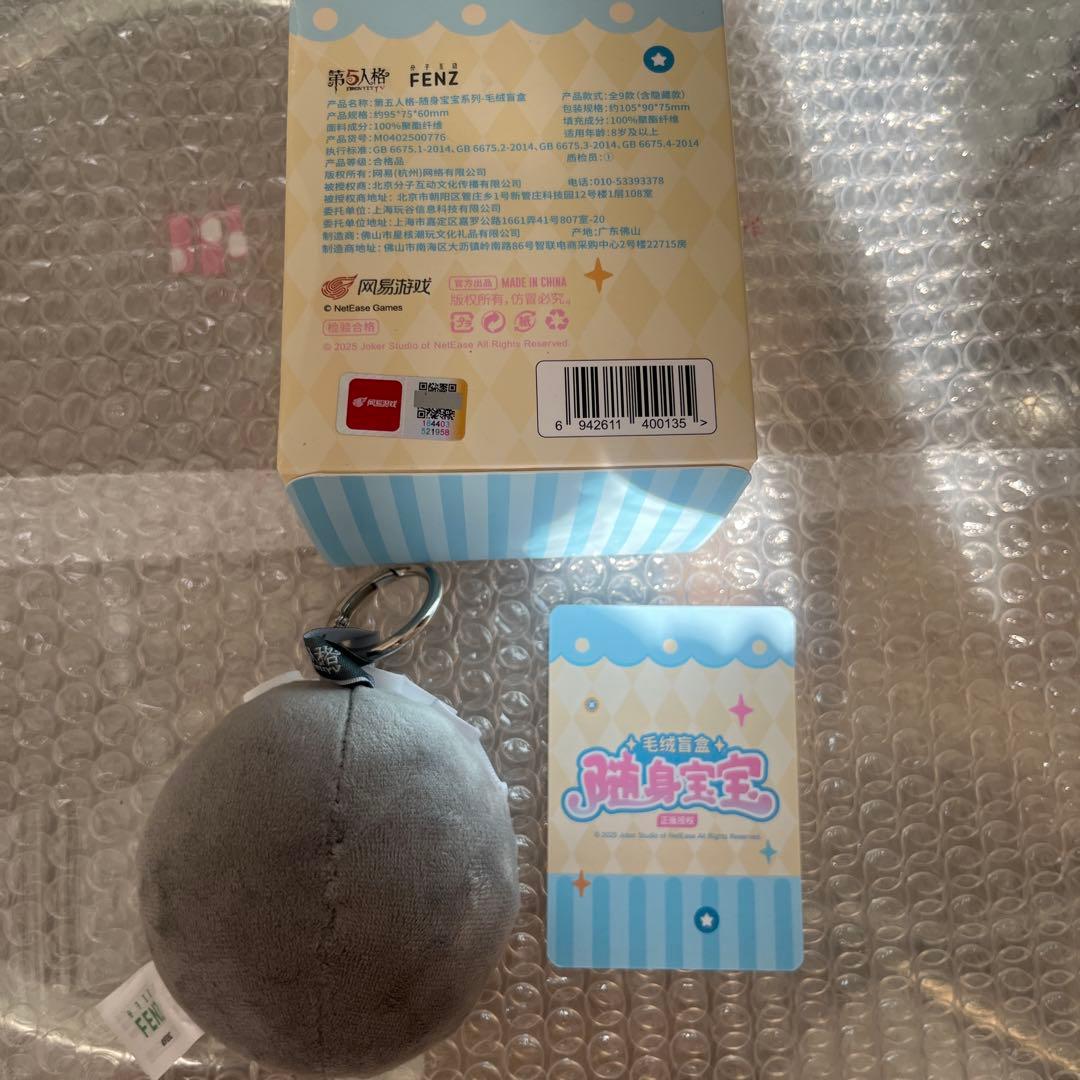 第5人格
IDENTITY V
分子互动
FENZ
产品名称：第五人格-随身宝宝系列-毛绒盲盒
产品款式：全9款（含隐藏款）
产品规格：约95*75*60mm
包装规格：约105*90*75mm
面料成分：100%聚酯纤维
填充成分：100%聚酯纤维
产品货号：M0402500776
适用年龄：8岁及以上
执行标准：GB 6675.1-2014、GB 6675.2-2014、GB 6675.3-2014、GB 6675.4-2014
产品等级：合格品
质检员：①
版权所有：网易（杭州）网络有限公司
被授权商：北京分子互动文化传播有限公司
电话：010-53393378
被授权商地址：北京市朝阳区管庄乡1号新管庄科技园12号楼1层108室
委托单位：上海玩谷信息科技有限公司
委托单位地址：上海市嘉定区嘉罗公路1661弄41号807室-20
制造商：佛山市星核潮玩文化礼品有限公司
产地：广东佛山
制造商地址：佛山市南海区大沥镇岭南路86号智联电商采购中心2号楼22715房
网易游戏
© NetEase Games
官方出品 MADE IN CHINA
版权所有，仿冒必究。
检验合格
© 2025 Joker Studio of NetEase All Rights Reserved.
网易游戏
184403
521958
6 942611 400135 >
人格
毛绒盲盒
随身宝宝
正版授权
© 2025 Joker Studio of NetEase All Rights Reserved.
FENZ